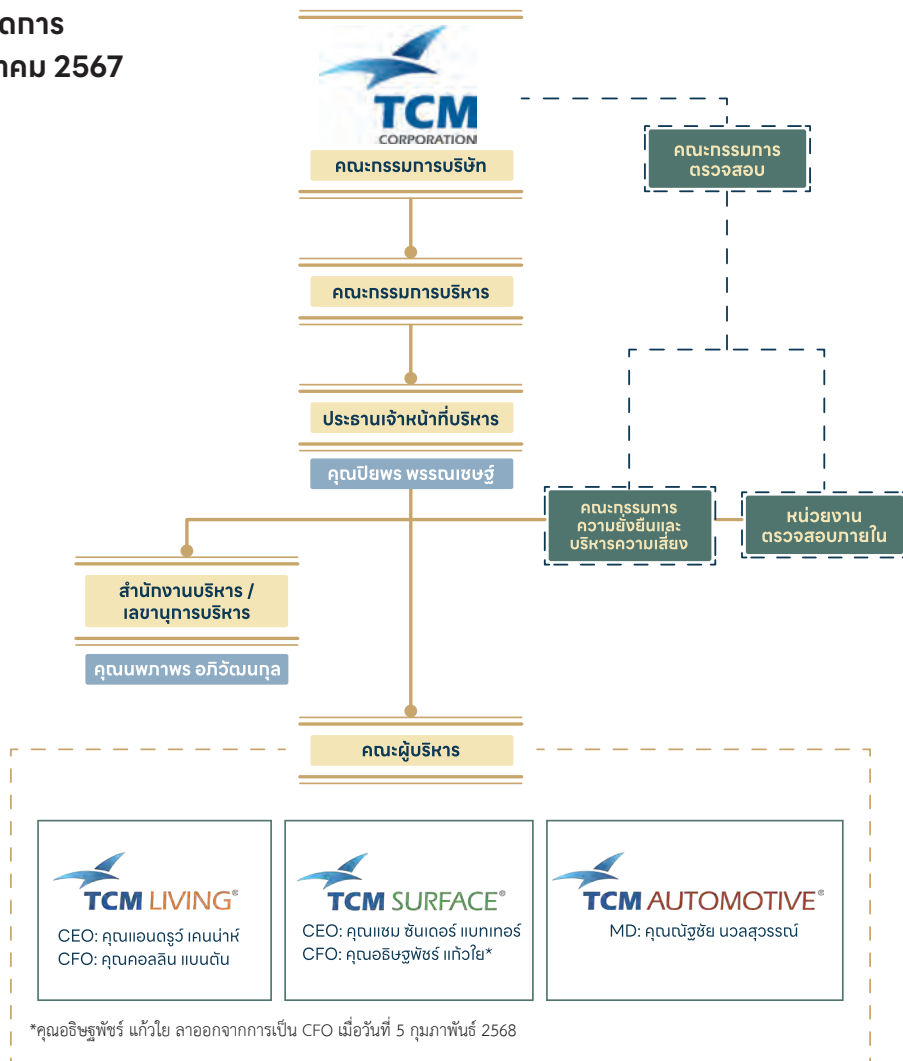 ดการ
าคม 2567
TCM
CORPORATION
คณะกรรมการบริษัท
คณะกรรมการ
ตรวจสอบ
คณะกรรมการบริหาร
ประธานเจ้าหน้าที่บริหาร
คุณปิยพร พรรณเชษฐ์
คณะกรรมการ
ความยั่งยืนและ
บริหารความเสี่ยง
หน่วยงาน
ตรวจสอบภายใน
สำนักงานบริหาร /
เลขานุการบริหาร
คุณนพภาพร อภิวัฒนกุล
คณะผู้บริหาร
TCM LIVING®
CEO: คุณแอนดรูว์ เคนน่าห์
CFO: คุณคอลลิน แบนตัน
TCM SURFACE®
CEO: คุณแชม ซันเดอร์ แบทเทอร์
CFO: คุณอธิษฐพัชร์ แก้วใย*
TCM AUTOMOTIVE®
MD: คุณณัฐชัย นวลสุวรรณ์
*คุณอธิษฐพัชร์ แก้วใย ลาออกจากการเป็น CFO เมื่อวันที่ 5 กุมภาพันธ์ 2568